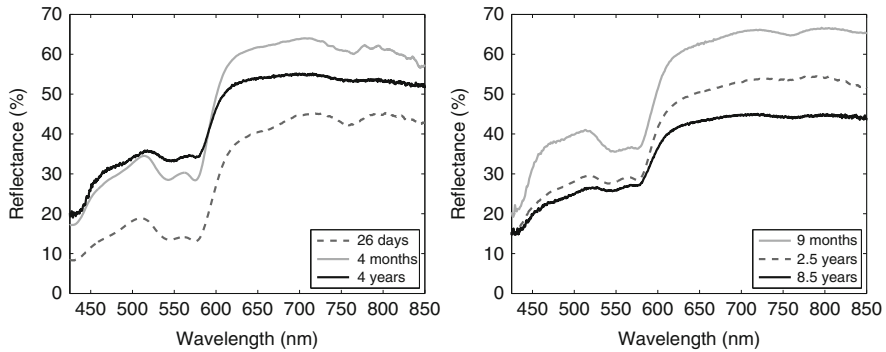 70
60
50
40
30
20
10
0
Reflectance (%)
450 500 550 600 650 700 750 800 850
Wavelength (nm)
26 days
4 months
4 years
70
60
50
40
30
20
10
0
Reflectance (%)
450 500 550 600 650 700 750 800 850
Wavelength (nm)
9 months
2.5 years
8.5 years